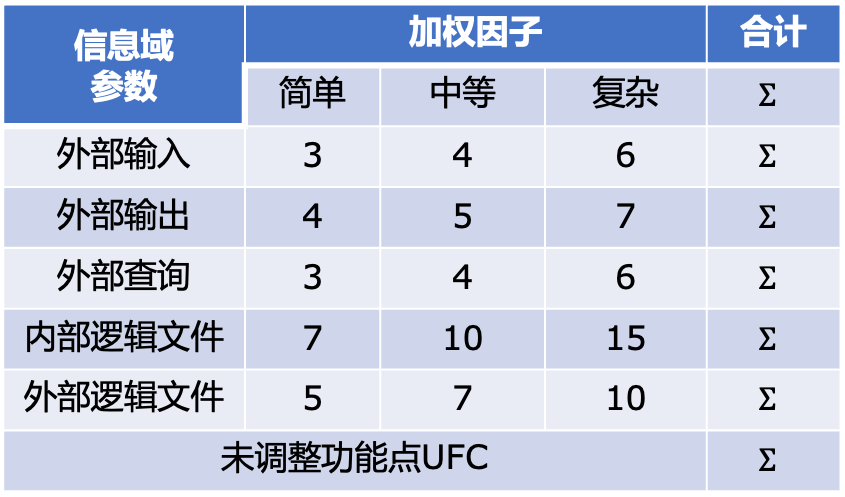 信息域
参数
加权因子 合计
简单 中等 复杂 Σ
外部输入 3 4 6 Σ
外部输出 4 5 7 Σ
外部查询 3 4 6 Σ
内部逻辑文件 7 10 15 Σ
外部逻辑文件 5 7 10 Σ
未调整功能点UFC Σ